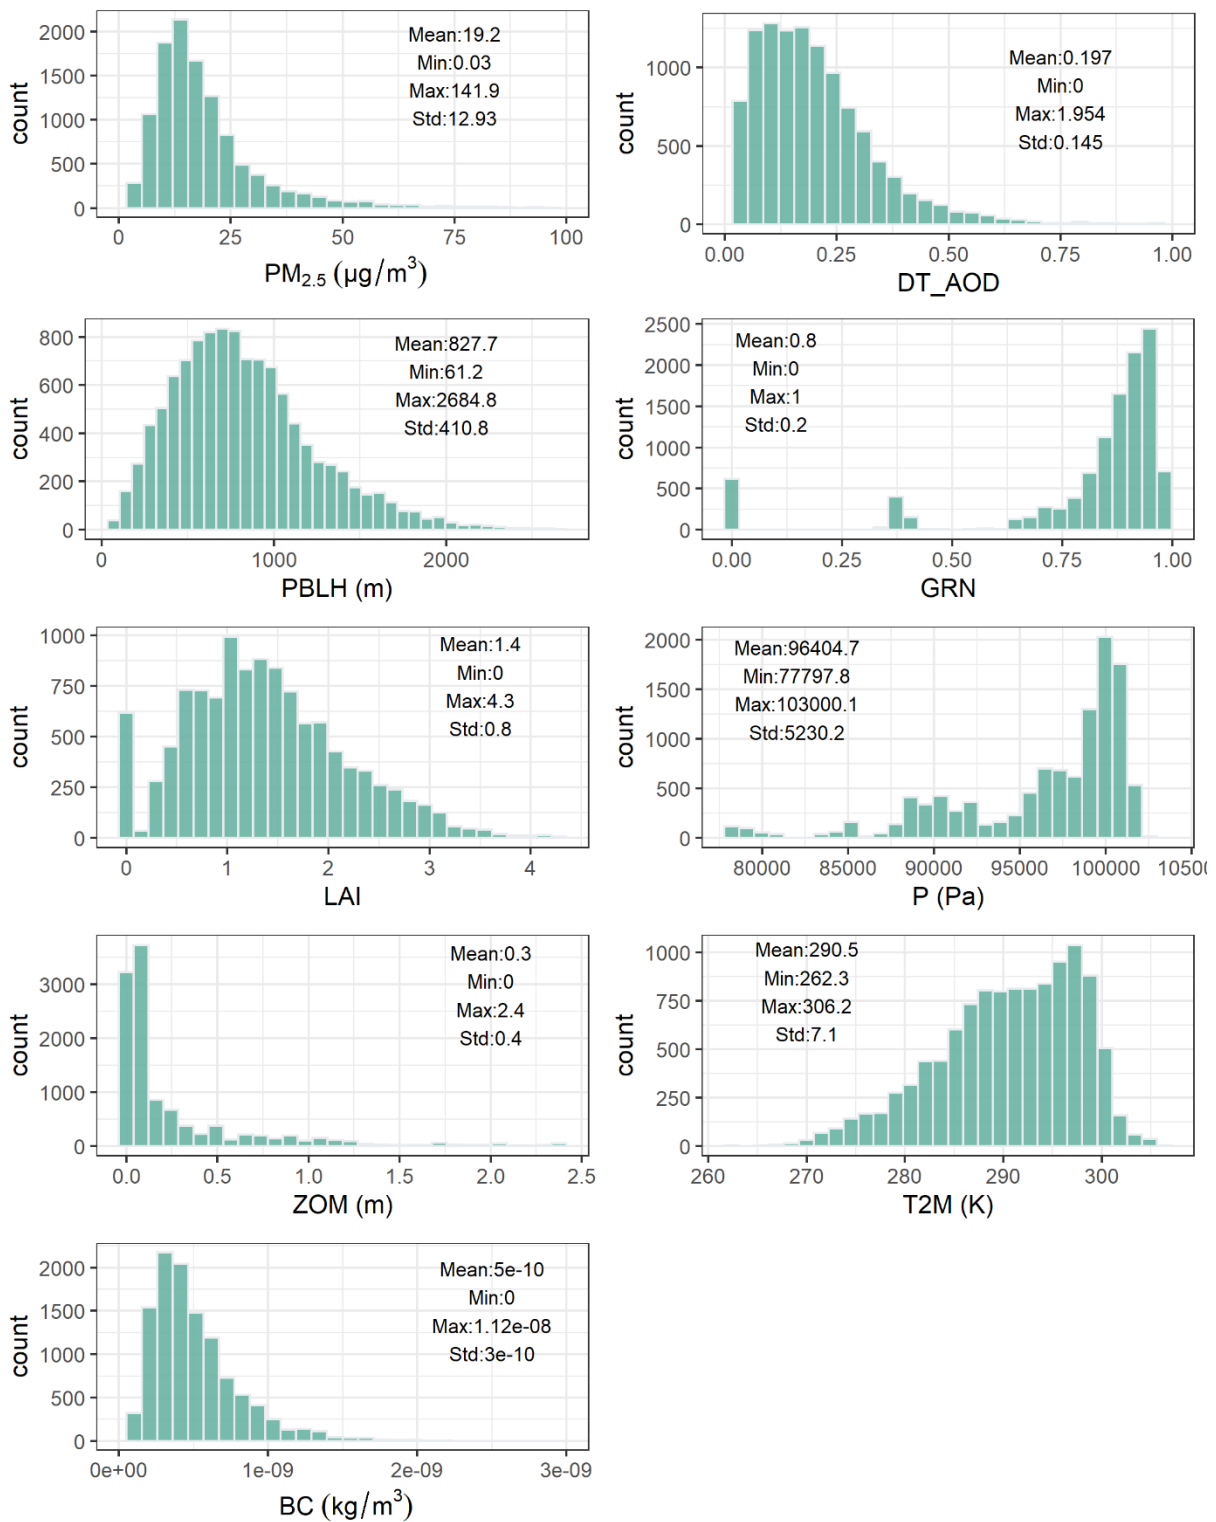 2000
1500
1000
500
0
count
Mean:19.2
Min:0.03
Max:141.9
Std:12.93
0 25 50 75 100
PM2.5 (µg/m3)
1000
500
0
count
Mean:0.197
Min:0
Max:1.954
Std:0.145
0.00 0.25 0.50 0.75 1.00
DT_AOD
800
600
400
200
0
count
Mean:827.7
Min:61.2
Max:2684.8
Std:410.8
0 1000 2000
PBLH (m)
2500
2000
1500
1000
500
0
count
Mean:0.8
Min:0
Max:1
Std:0.2
0.00 0.25 0.50 0.75 1.00
GRN
1000
750
500
250
0
count
Mean:1.4
Min:0
Max:4.3
Std:0.8
0 1 2 3 4
LAI
2000
1500
1000
500
0
count
Mean:96404.7
Min:77797.8
Max:103000.1
Std:5230.2
80000 85000 90000 95000 100000 10500
P (Pa)
3000
2000
1000
0
count
Mean:0.3
Min:0
Max:2.4
Std:0.4
0.0 0.5 1.0 1.5 2.0 2.5
ZOM (m)
1000
750
500
250
0
count
Mean:290.5
Min:262.3
Max:306.2
Std:7.1
260 270 280 290 300
T2M (K)
2000
1500
1000
500
0
count
Mean:5e-10
Min:0
Max:1.12e-08
Std:3e-10
0e+00 1e-09 2e-09 3e-09
BC (kg/m3)